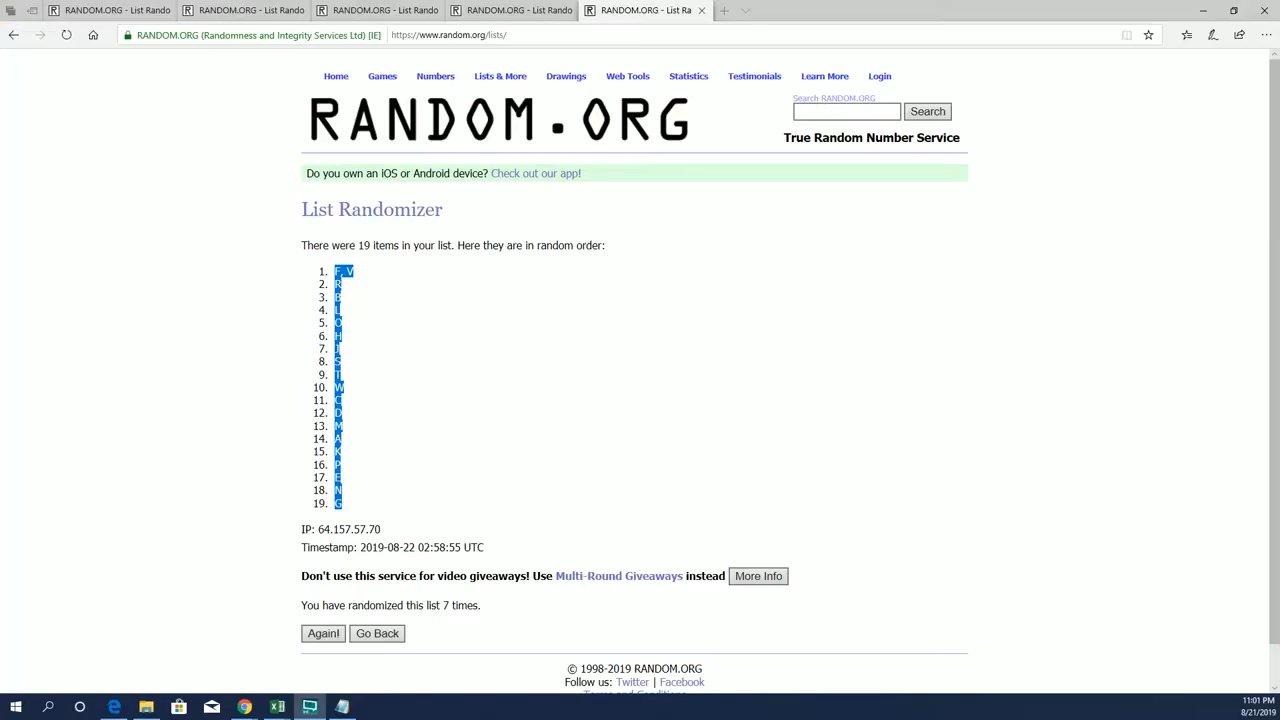 RANDOM.ORG - List Rando
RANDOM.ORG - List Rando
RANDOM.ORG - List Rando
RANDOM.ORG - List Rando
RANDOM.ORG - List Ra
RANDOM.ORG (Randomness and Integrity Services Ltd) [IE]
https://www.random.org/lists/
Home Games Numbers Lists & More Drawings Web Tools Statistics Testimonials Learn More Login
RANDOM.ORG
Search RANDOM.ORG
Search
True Random Number Service
Do you own an iOS or Android device? Check out our app!
List Randomizer
There were 19 items in your list. Here they are in random order:
1. F, V
2. R
3. B
4. L
5. O
6. H
7. J
8. S
9. T
10. W
11. C
12. D
13. M
14. A
15. K
16. P
17. E
18. N
19. G
IP: 64.157.57.70
Timestamp: 2019-08-22 02:58:55 UTC
Don't use this service for video giveaways! Use Multi-Round Giveaways instead More Info
You have randomized this list 7 times.
Again! Go Back
© 1998-2019 RANDOM.ORG
Follow us: Twitter | Facebook
Terms and Conditions
11:01 PM
8/21/2019